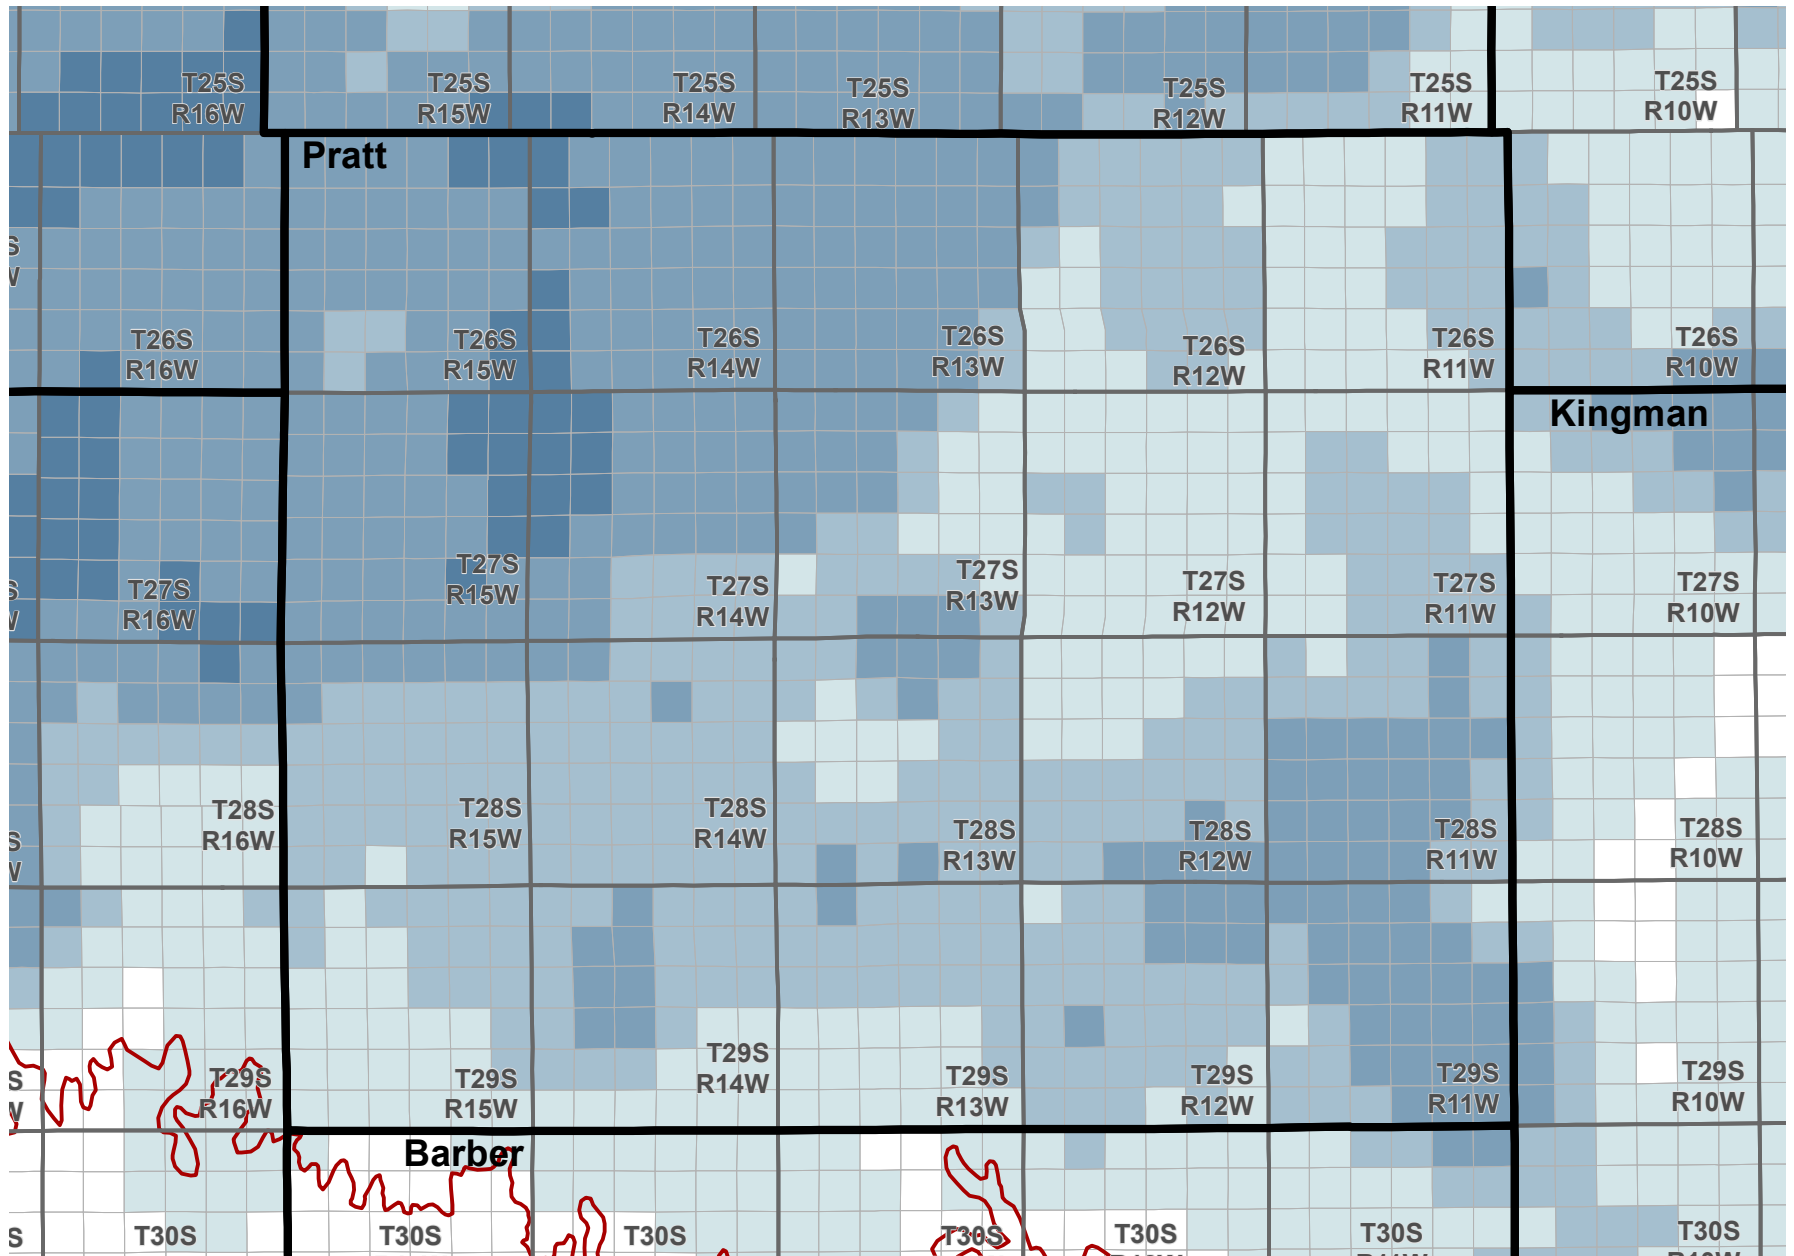 T25S T25S T25S T25S T25S T25S T25S
R16W R15W R14W R13W R12W R11W R10W
Pratt
S
W
T26S T26S T26S T26S T26S T26S T26S
R16W R15W R14W R13W R12W R11W R10W
Kingman
S T27S T27S T27S T27S T27S T27S T27S
W R16W R15W R14W R13W R12W R11W R10W
S T28S T28S T28S T28S T28S T28S T28S
W R16W R15W R14W R13W R12W R11W R10W
S T29S T29S T29S T29S T29S T29S T29S
W R16W R15W R14W R13W R12W R11W R10W
Barber
S T30S T30S T30S T30S T30S T30S T30S